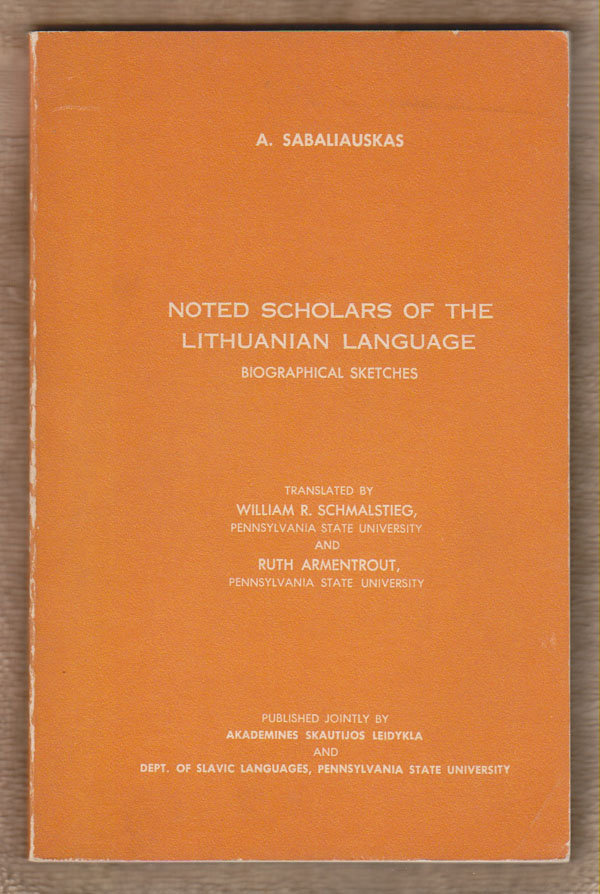 A. SABALIAUSKAS
NOTED SCHOLARS OF THE
LITHUANIAN LANGUAGE
BIOGRAPHICAL SKETCHES
TRANSLATED BY
WILLIAM R. SCHMALSTIEG,
PENNSYLVANIA STATE UNIVERSITY
AND
RUTH ARMENTROUT,
PENNSYLVANIA STATE UNIVERSITY
PUBLISHED JOINTLY BY
AKADEMINES SKAUTIJOS LEIDYKLA
AND
DEPT. OF SLAVIC LANGUAGES, PENNSYLVANIA STATE UNIVERSITY